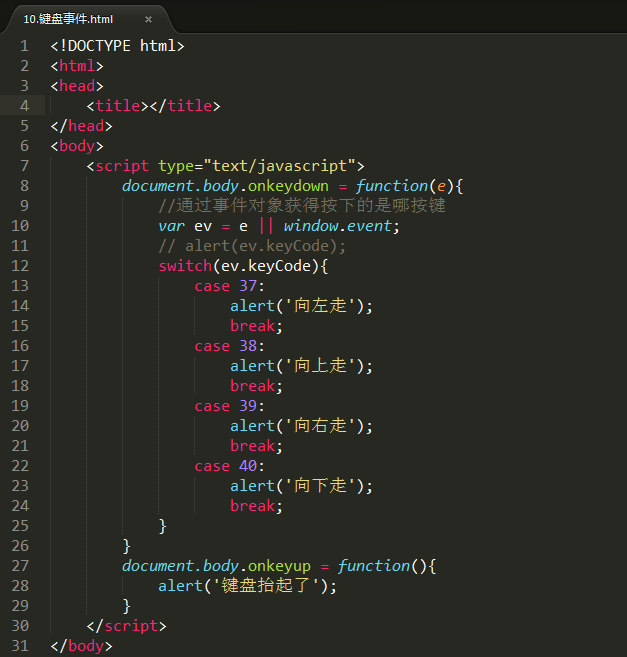 10.键盘事件.html ×
1 <!DOCTYPE html>
2 <html>
3 <head>
4     <title></title>
5 </head>
6 <body>
7     <script type="text/javascript">
8         document.body.onkeydown = function(e){
9             //通过事件对象获得按下的是哪按键
10             var ev = e || window.event;
11             // alert(ev.keyCode);
12             switch(ev.keyCode){
13                 case 37:
14                     alert('向左走');
15                     break;
16                 case 38:
17                     alert('向上走');
18                     break;
19                 case 39:
20                     alert('向右走');
21                     break;
22                 case 40:
23                     alert('向下走');
24                     break;
25             }
26         }
27         document.body.onkeyup = function(){
28             alert('键盘抬起了');
29         }
30     </script>
31 </body>